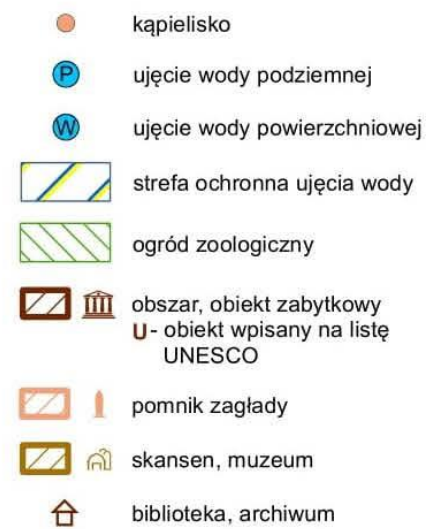 kąpielisko
P ujęcie wody podziemnej
W ujęcie wody powierzchniowej
strefa ochronna ujęcia wody
ogród zoologiczny
obszar, obiekt zabytkowy
U- obiekt wpisany na listę
UNESCO
pomnik zagłady
skansen, muzeum
biblioteka, archiwum